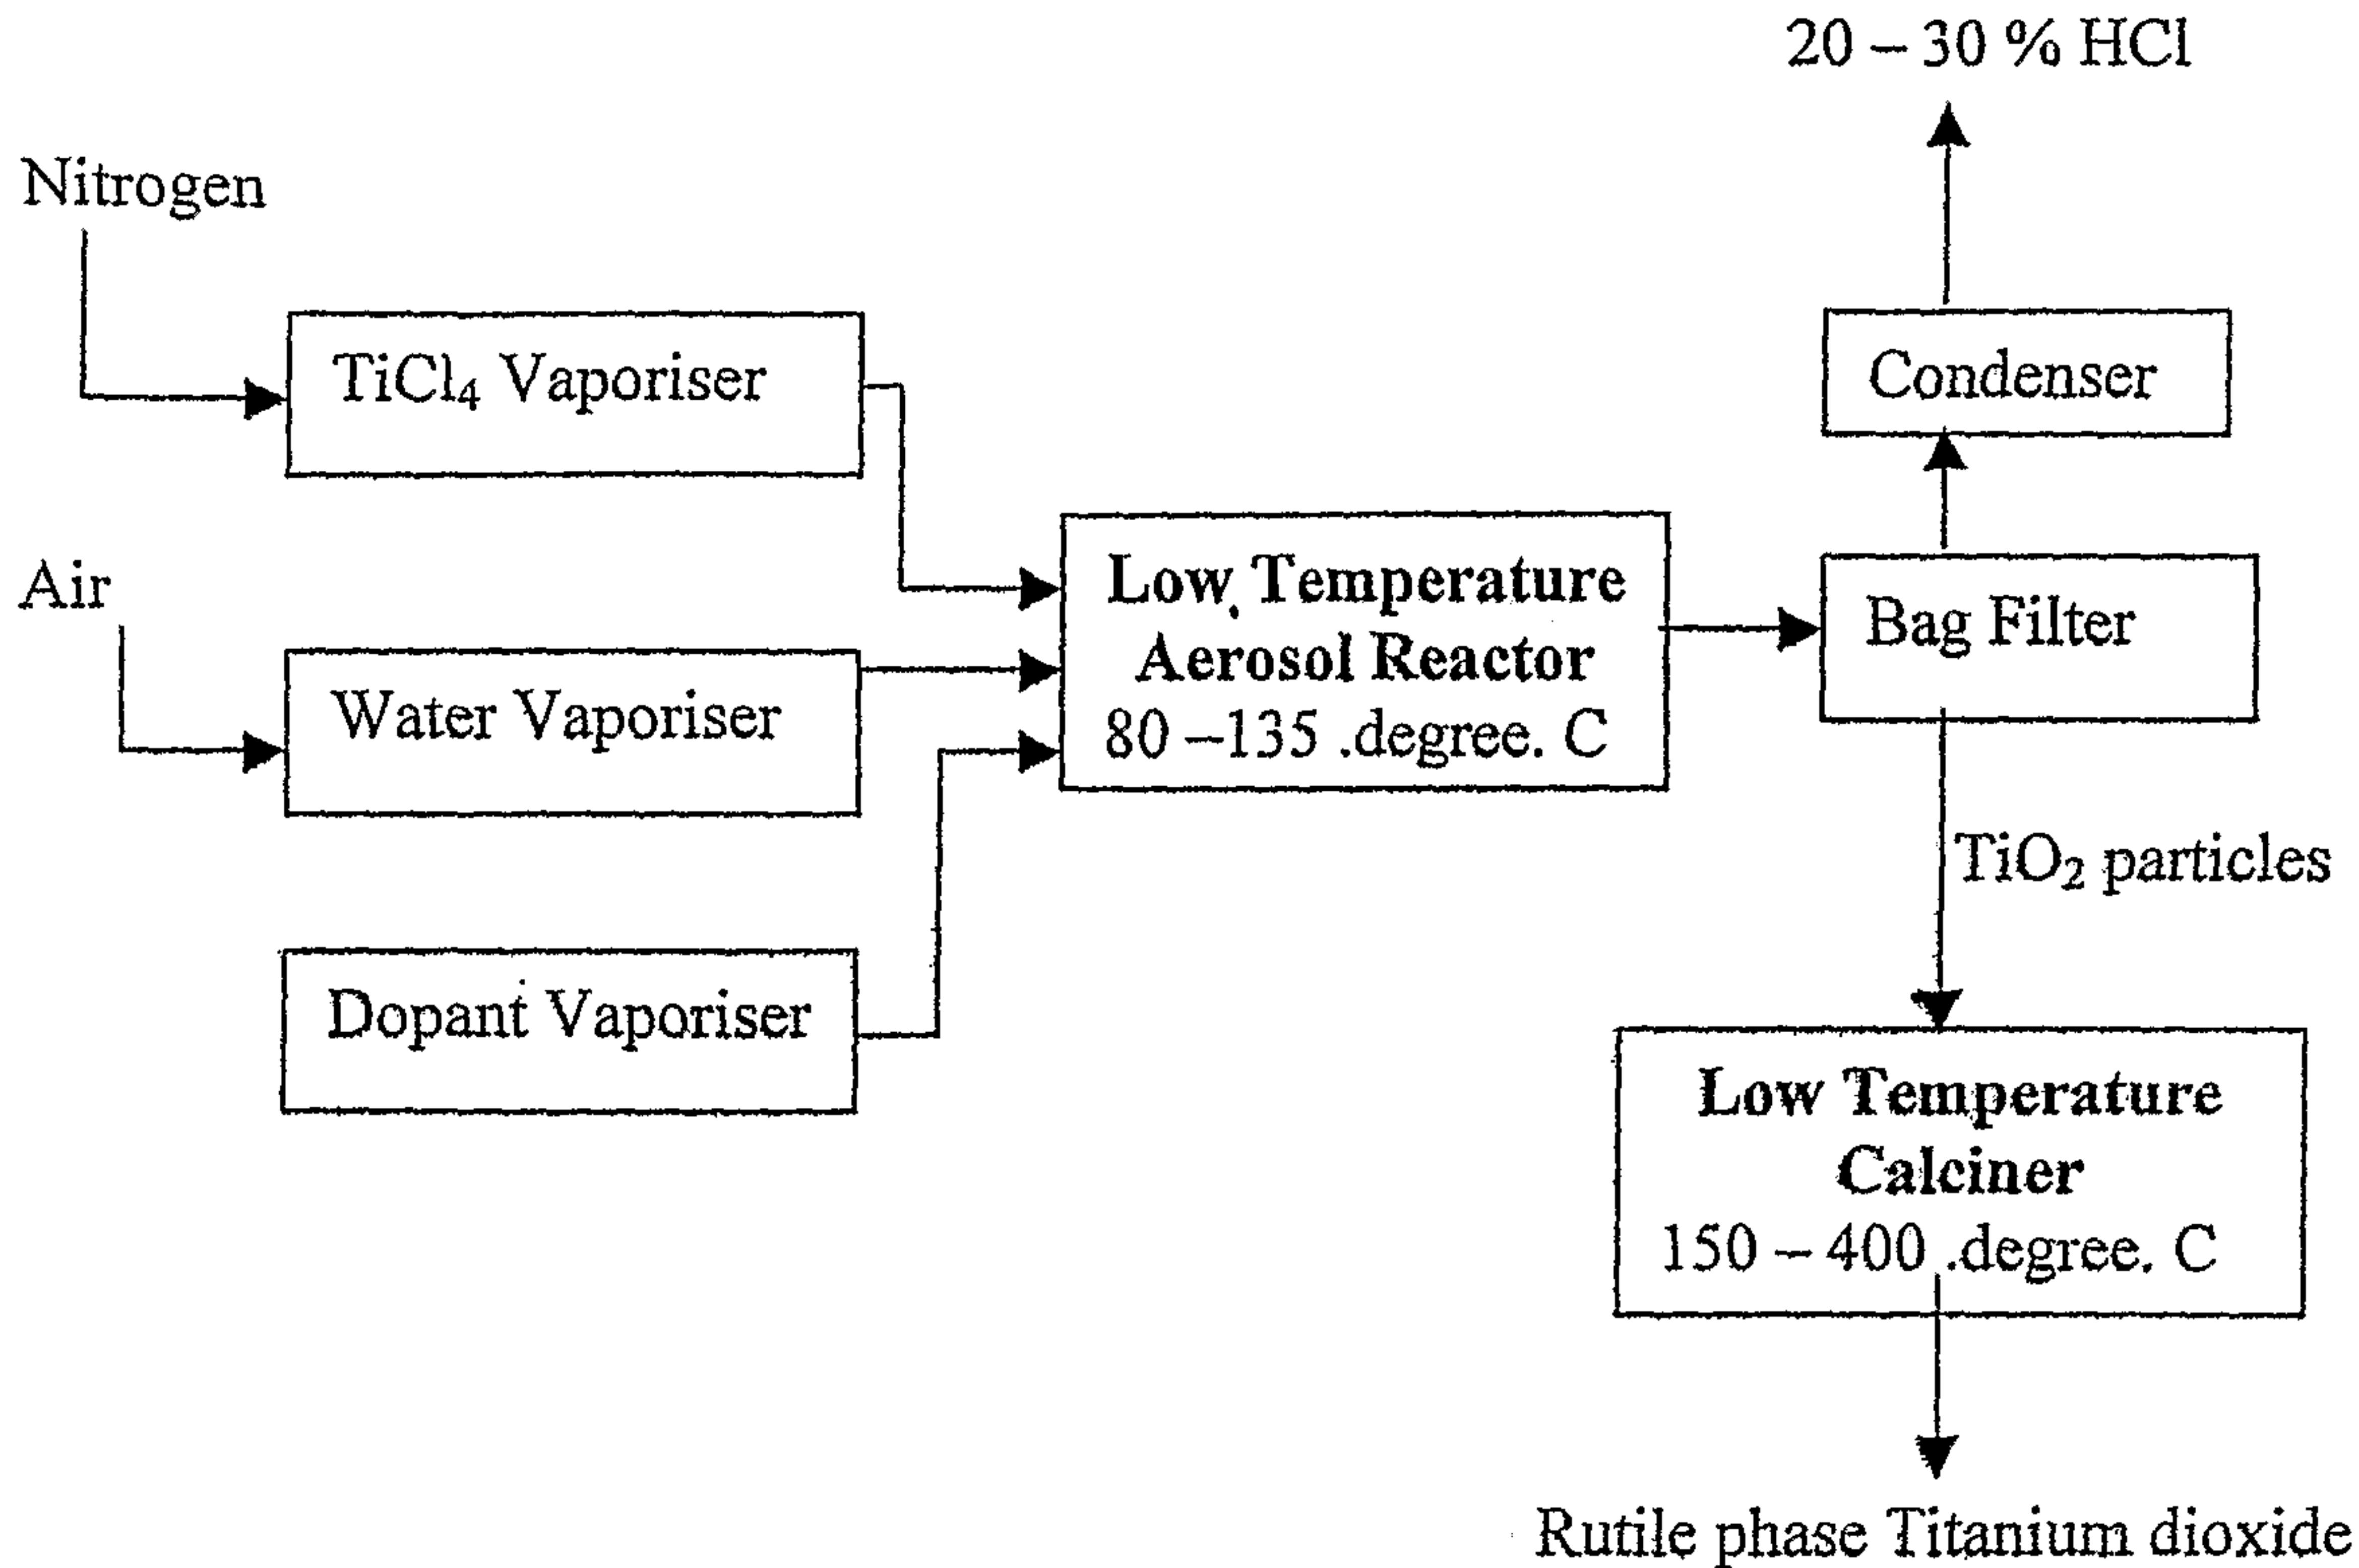 20 – 30 % HCl
Nitrogen
TiCl₄ Vaporiser
Condenser
Air
Low Temperature
Aerosol Reactor
80 –135 .degree. C
Bag Filter
Water Vaporiser
TiO₂ particles
Dopant Vaporiser
Low Temperature
Calciner
150 – 400 .degree. C
Rutile phase Titanium dioxide